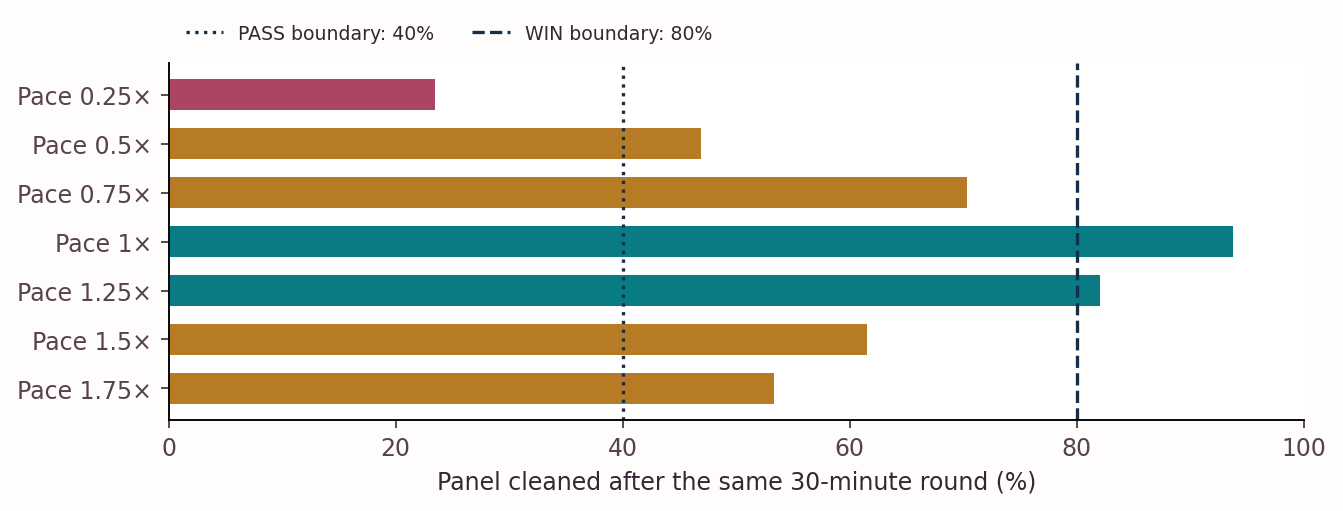 PASS boundary: 40%
WIN boundary: 80%
Pace 0.25×
Pace 0.5×
Pace 0.75×
Pace 1×
Pace 1.25×
Pace 1.5×
Pace 1.75×
0 20 40 60 80 100
Panel cleaned after the same 30-minute round (%)